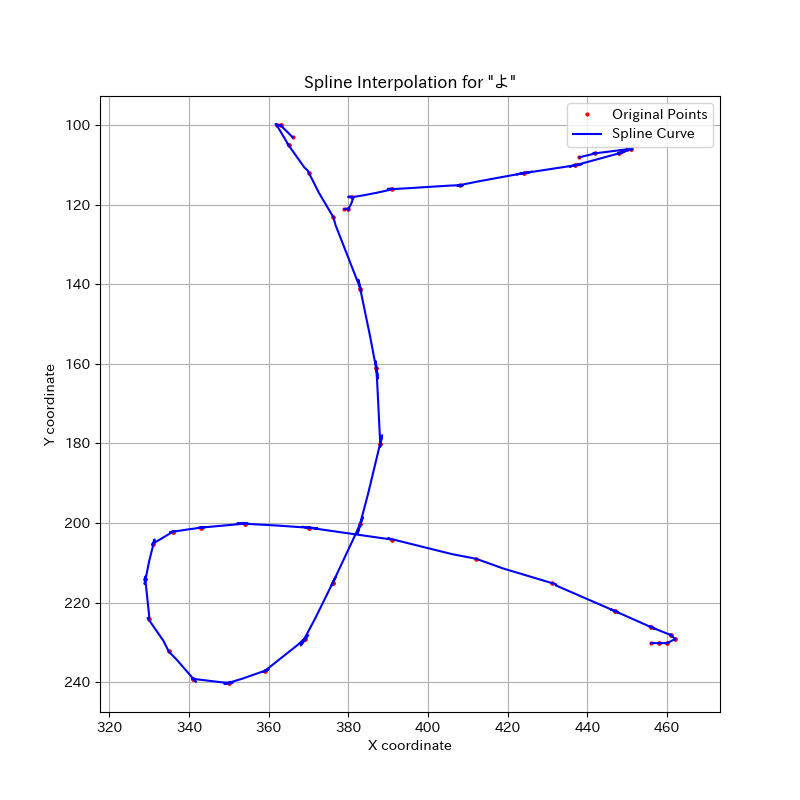 Spline Interpolation for "よ"
Original Points
Spline Curve
100
120
140
160
180
200
220
240
Y coordinate
320 340 360 380 400 420 440 460
X coordinate